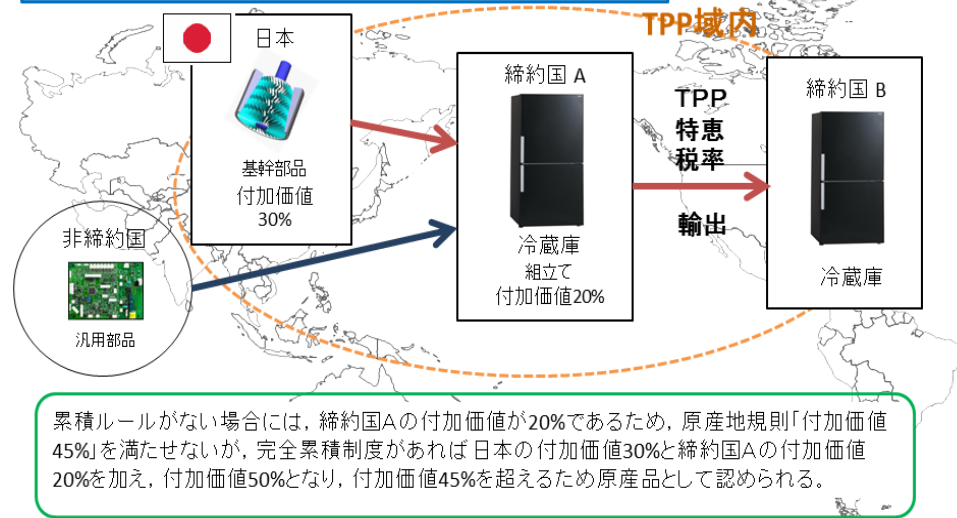 TPP域内
日本
基幹部品
付加価値
30%
非締約国
汎用部品
締約国 A
冷蔵庫
組立て
付加価値20%
TPP
特恵
税率
輸出
締約国 B
冷蔵庫
累積ルールがない場合には,締約国Aの付加価値が20%であるため,原産地規則「付加価値
45%」を満たせないが,完全累積制度があれば日本の付加価値30%と締約国Aの付加価値
20%を加え,付加価値50%となり,付加価値45%を超えるため原産品として認められる。